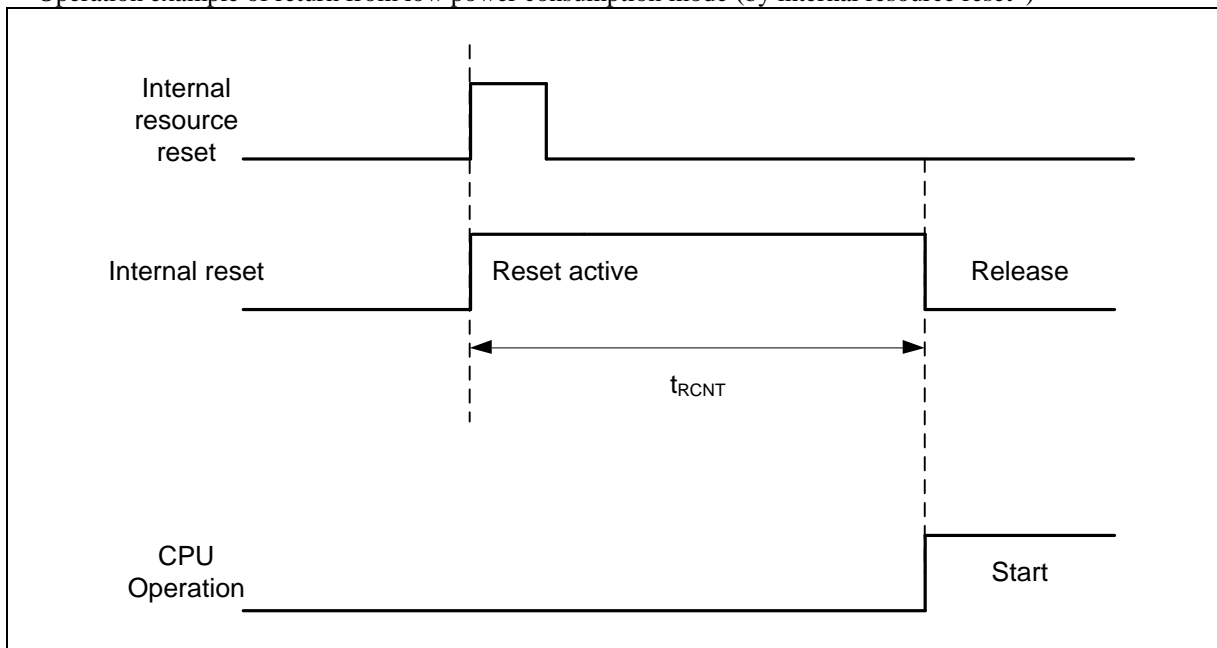 Operation example of return from low power consumption mode (by internal resource reset*)
Internal
resource
reset
Internal reset
Reset active
Release
tRCNT
CPU
Operation
Start